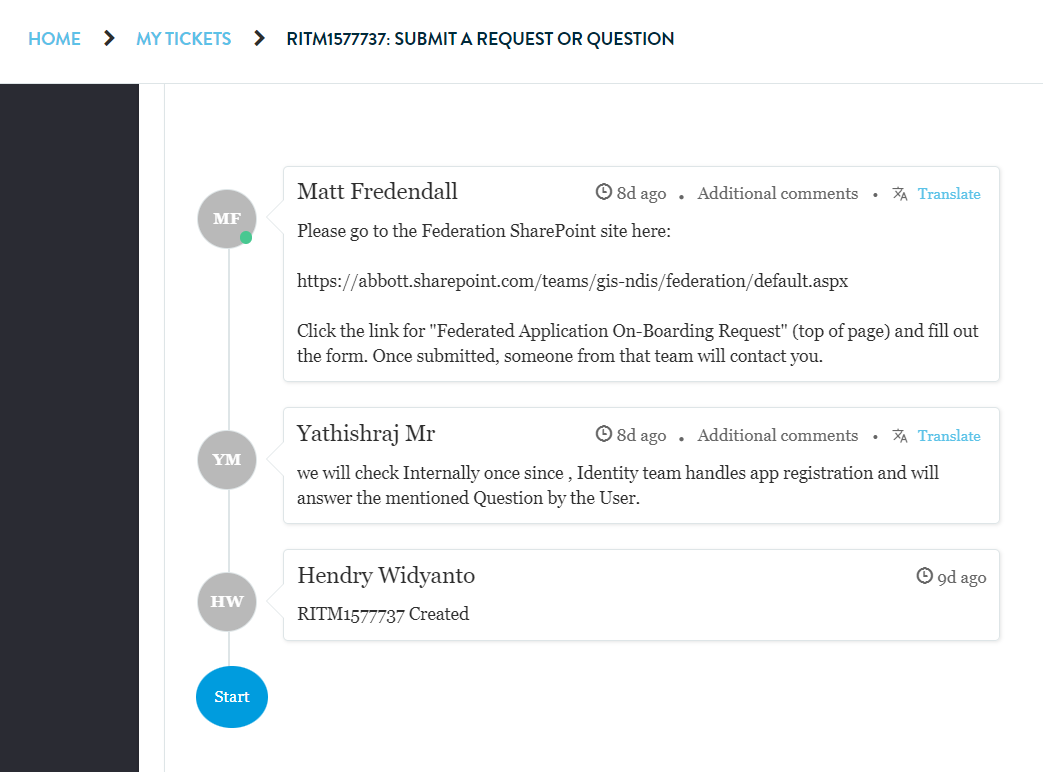 HOME > MY TICKETS > RITM1577737: SUBMIT A REQUEST OR QUESTION
MF
Matt Fredendall 8d ago • Additional comments • Translate
Please go to the Federation SharePoint site here:
https://abbott.sharepoint.com/teams/gis-ndis/federation/default.aspx
Click the link for "Federated Application On-Boarding Request" (top of page) and fill out
the form. Once submitted, someone from that team will contact you.
YM
Yathishraj Mr 8d ago • Additional comments • Translate
we will check Internally once since , Identity team handles app registration and will
answer the mentioned Question by the User.
HW
Hendry Widyanto 9d ago
RITM1577737 Created
Start